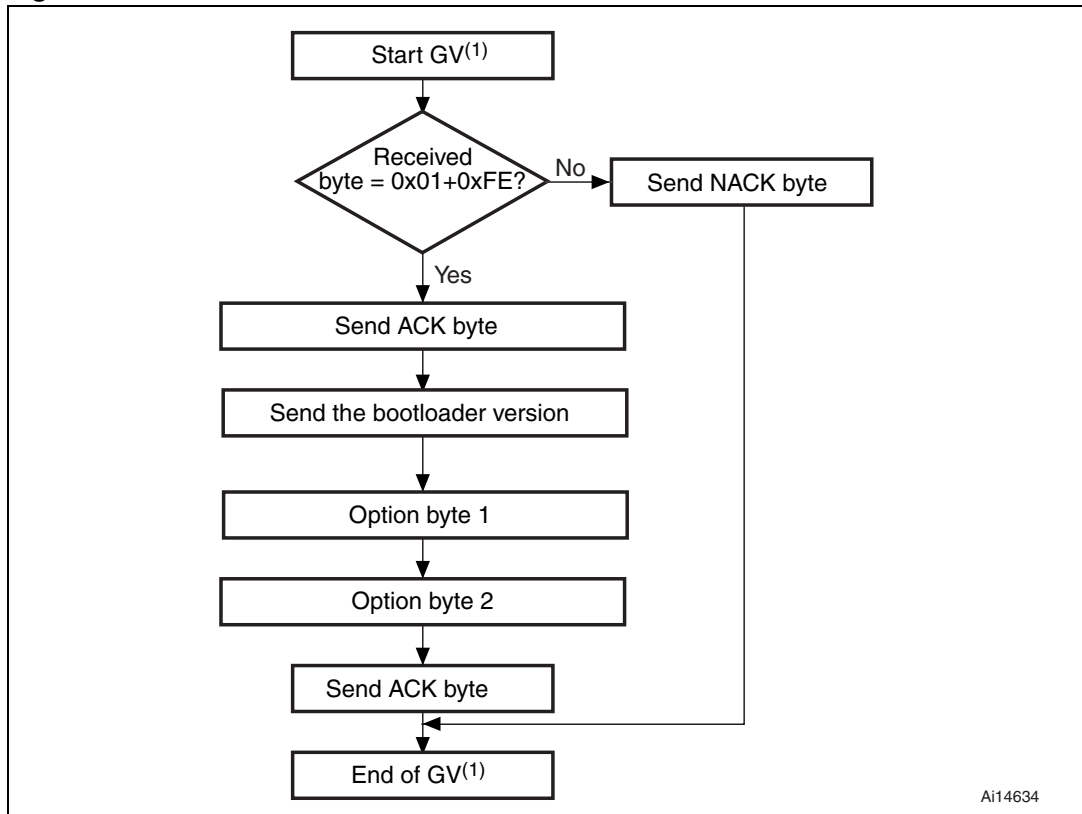 Start GV(1)
Received
byte = 0x01+0xFE?
No
Send NACK byte
Yes
Send ACK byte
Send the bootloader version
Option byte 1
Option byte 2
Send ACK byte
End of GV(1)
Ai14634